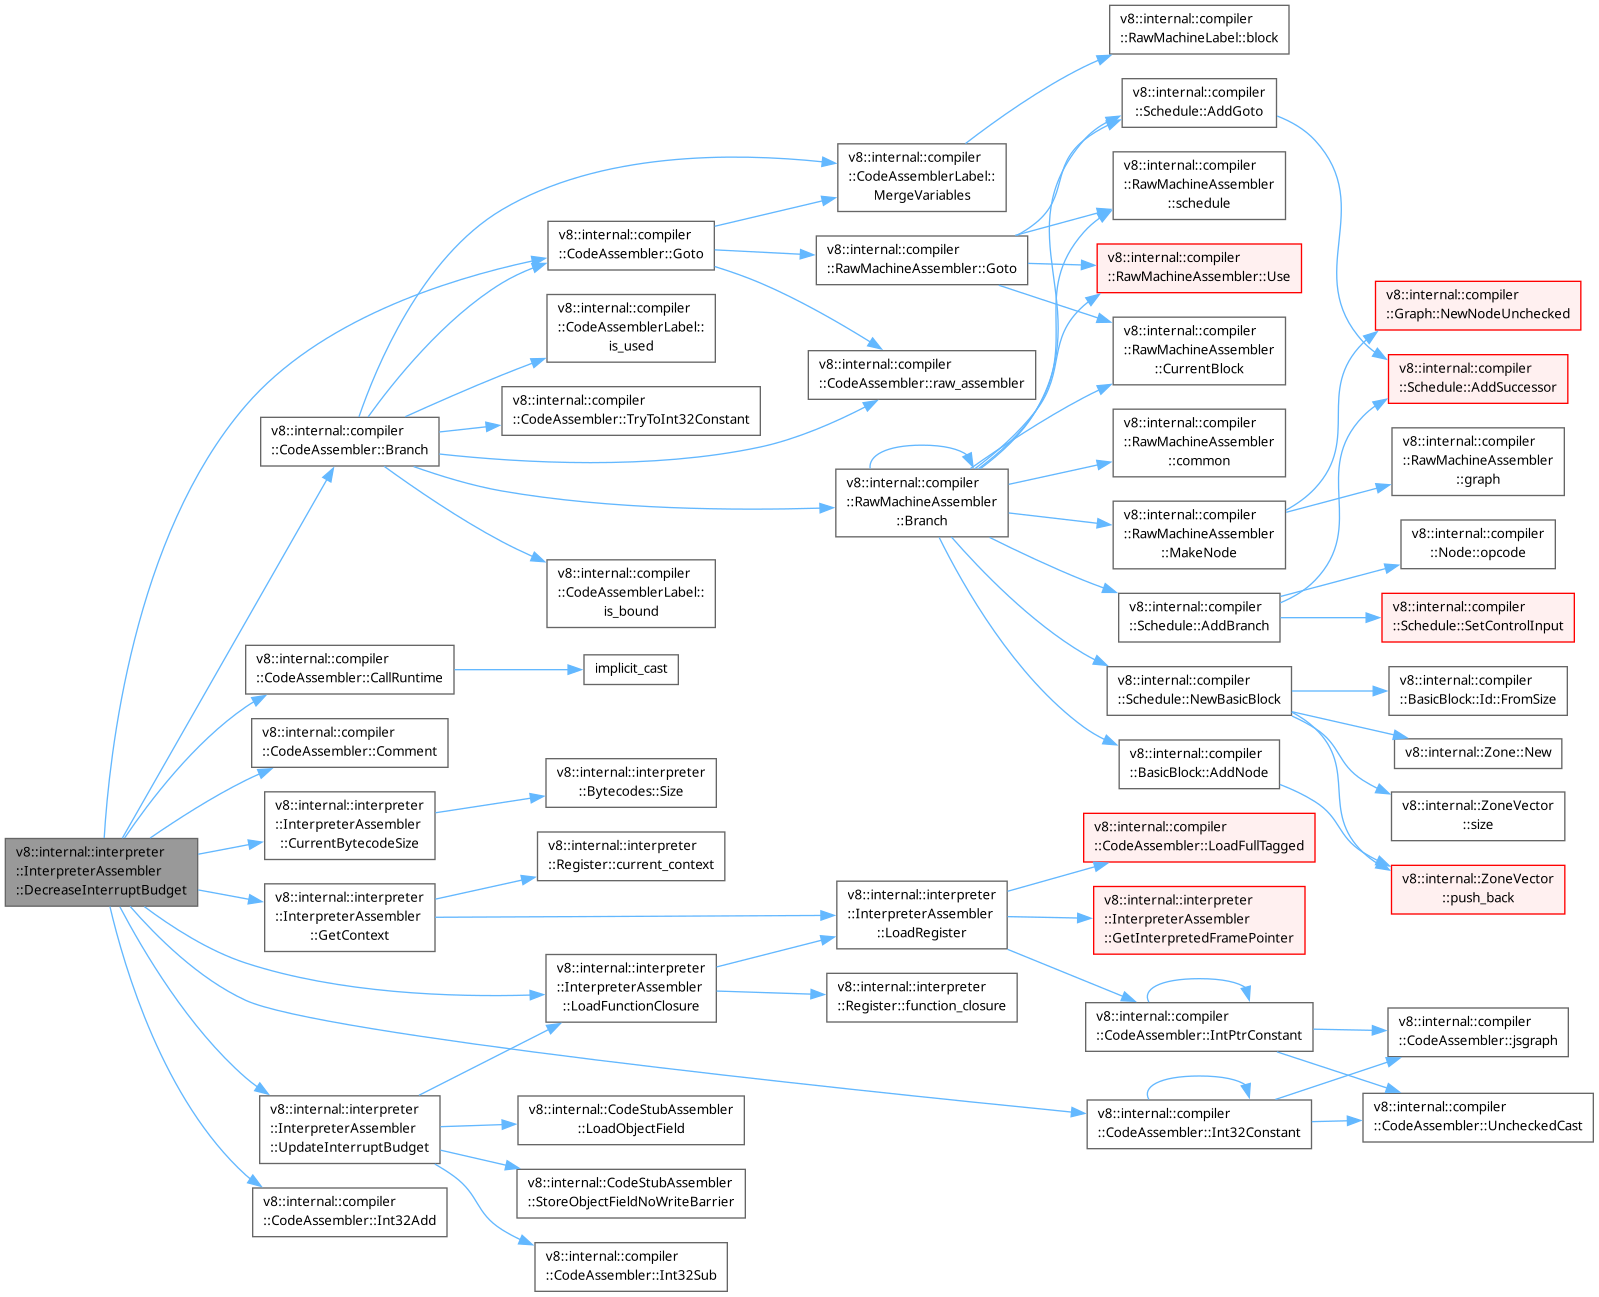 v8::internal::interpreter
::InterpreterAssembler
::DecreaseInterruptBudget
v8::internal::compiler
::CodeAssembler::Branch
v8::internal::compiler
::CodeAssembler::CallRuntime
v8::internal::compiler
::CodeAssembler::Comment
v8::internal::interpreter
::InterpreterAssembler
::CurrentBytecodeSize
v8::internal::interpreter
::InterpreterAssembler
::GetContext
v8::internal::interpreter
::InterpreterAssembler
::UpdateInterruptBudget
v8::internal::compiler
::CodeAssembler::Int32Add
v8::internal::compiler
::CodeAssembler::Goto
v8::internal::compiler
::CodeAssemblerLabel::
is_used
v8::internal::compiler
::CodeAssembler::TryToInt32Constant
v8::internal::compiler
::CodeAssemblerLabel::
is_bound
implicit_cast
v8::internal::interpreter
::Bytecodes::Size
v8::internal::interpreter
::Register::current_context
v8::internal::interpreter
::InterpreterAssembler
::LoadFunctionClosure
v8::internal::CodeStubAssembler
::LoadObjectField
v8::internal::CodeStubAssembler
::StoreObjectFieldNoWriteBarrier
v8::internal::compiler
::CodeAssembler::Int32Sub
v8::internal::compiler
::CodeAssemblerLabel::
MergeVariables
v8::internal::compiler
::RawMachineAssembler::Goto
v8::internal::compiler
::CodeAssembler::raw_assembler
v8::internal::compiler
::RawMachineAssembler
::Branch
v8::internal::interpreter
::InterpreterAssembler
::LoadRegister
v8::internal::interpreter
::Register::function_closure
v8::internal::compiler
::RawMachineLabel::block
v8::internal::compiler
::Schedule::AddGoto
v8::internal::compiler
::RawMachineAssembler
::schedule
v8::internal::compiler
::RawMachineAssembler::Use
v8::internal::compiler
::RawMachineAssembler
::CurrentBlock
v8::internal::compiler
::RawMachineAssembler
::common
v8::internal::compiler
::RawMachineAssembler
::MakeNode
v8::internal::compiler
::Schedule::AddBranch
v8::internal::compiler
::Schedule::NewBasicBlock
v8::internal::compiler
::BasicBlock::AddNode
v8::internal::compiler
::CodeAssembler::LoadFullTagged
v8::internal::interpreter
::InterpreterAssembler
::GetInterpretedFramePointer
v8::internal::compiler
::CodeAssembler::IntPtrConstant
v8::internal::compiler
::CodeAssembler::Int32Constant
v8::internal::compiler
::Graph::NewNodeUnchecked
v8::internal::compiler
::Schedule::AddSuccessor
v8::internal::compiler
::RawMachineAssembler
::graph
v8::internal::compiler
::Node::opcode
v8::internal::compiler
::Schedule::SetControlInput
v8::internal::compiler
::BasicBlock::Id::FromSize
v8::internal::Zone::New
v8::internal::ZoneVector
::size
v8::internal::ZoneVector
::push_back
v8::internal::compiler
::CodeAssembler::jsgraph
v8::internal::compiler
::CodeAssembler::UncheckedCast